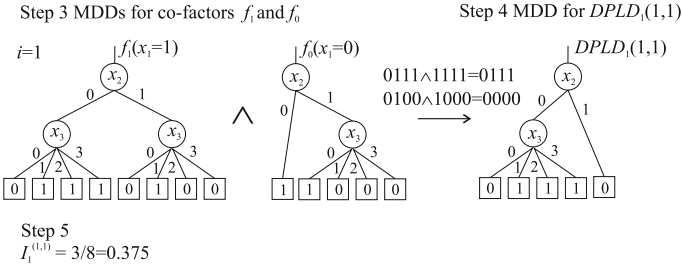 Step 3 MDDs for co-factors f₁ and f₀
Step 4 MDD for DPLD₁(1,1)
i=1
f₁(x₁=1)
f₀(x₁=0)
DPLD₁(1,1)
x₂
x₂
x₂
0111∧1111=0111
0 1
0 1
0 1
0100∧1000=0000
∧
x₃
x₃
x₃
x₃
0 1 2 3
0 1 2 3
0 1 2 3
0 1 2 3
0 1 1 1 0 1 0 0
1 1 0 0 0
0 1 1 1 0
Step 5
I₁⁽¹,¹⁾ = 3/8=0.375